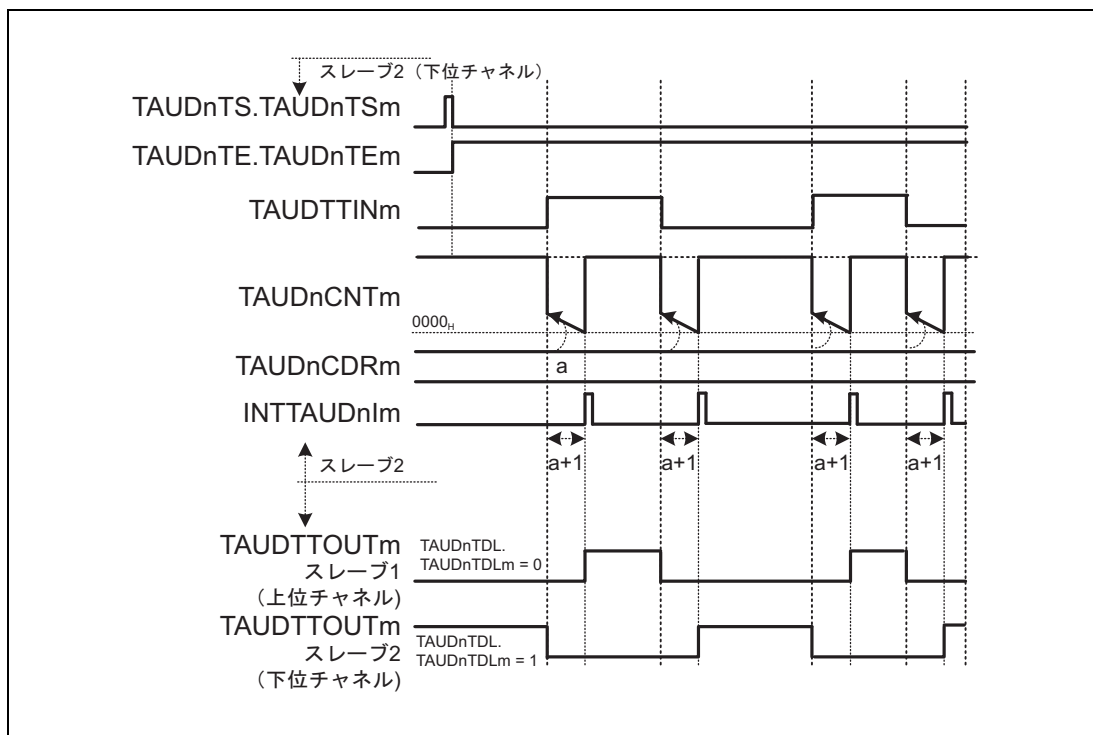 スレーブ2(下位チャネル)
TAUDnTS.TAUDnTSm
TAUDnTE.TAUDnTEm
TAUDTTINm
TAUDnCNTm
0000H
TAUDnCDRm
a
INTTAUDnIm
a+1 a+1 a+1 a+1
スレーブ2
TAUDTTOUTm
スレーブ1
(上位チャネル)
TAUDnTDL.
TAUDnTDLm = 0
TAUDTTOUTm
スレーブ2
(下位チャネル)
TAUDnTDL.
TAUDnTDLm = 1